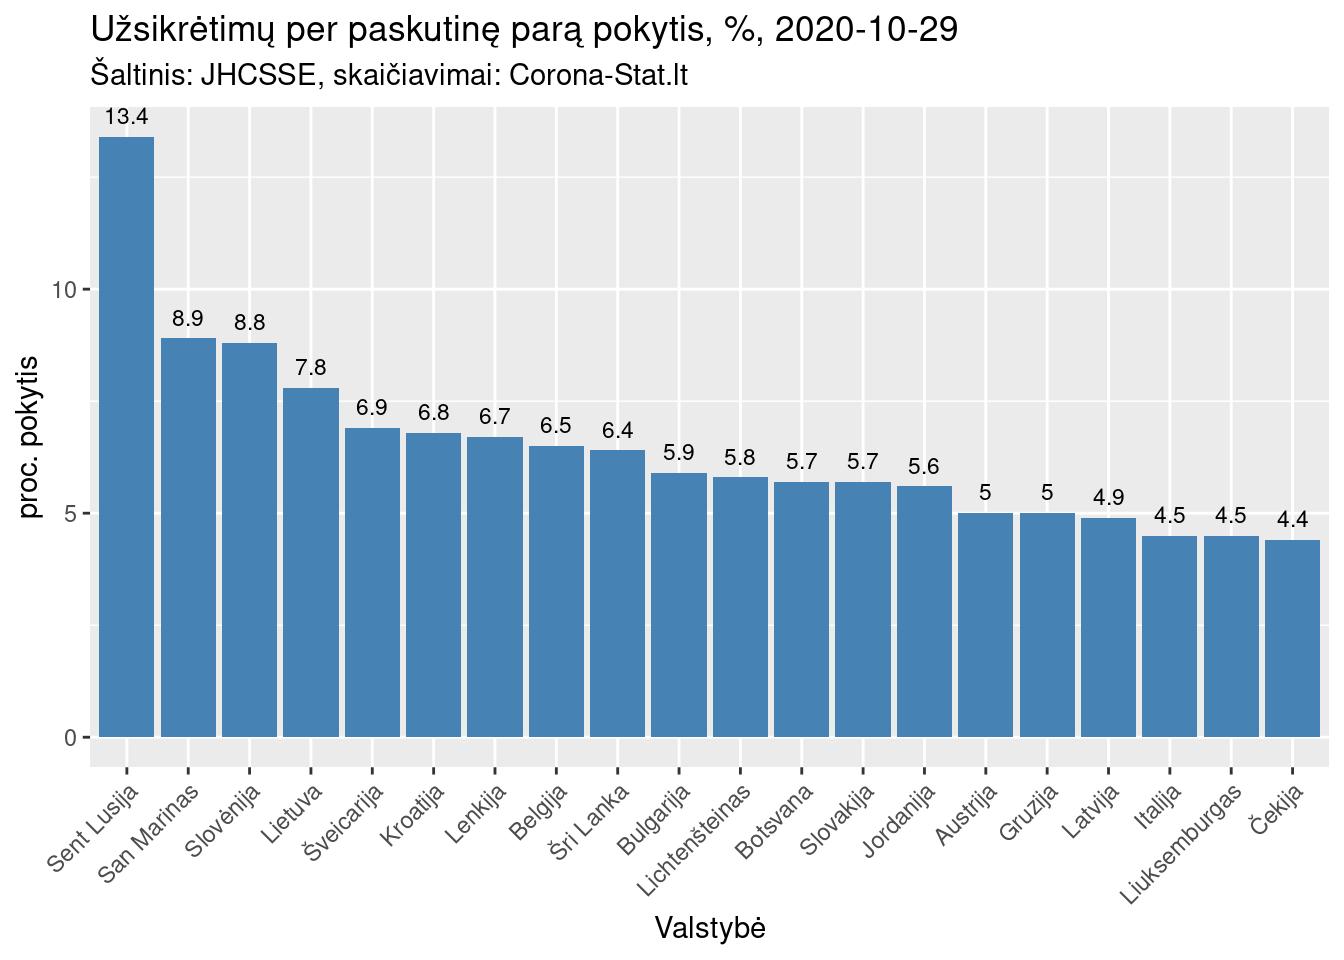 Užsikrėtimų per paskutinę parą pokytis, %, 2020-10-29
Šaltinis: JHCSSE, skaičiavimai: Corona-Stat.lt
13.4
8.9
8.8
7.8
6.9
6.8
6.7
6.5
6.4
5.9
5.8
5.7
5.7
5.6
5
5
4.9
4.5
4.5
4.4
10
5
0
proc. pokytis
Sent Lusija
San Marinas
Slovėnija
Lietuva
Šveicarija
Kroatija
Lenkija
Belgija
Šri Lanka
Bulgarija
Lichtenšteinas
Botsvana
Slovakija
Jordanija
Austrija
Gruzija
Latvija
Italija
Liuksemburgas
Čekija
Valstybė